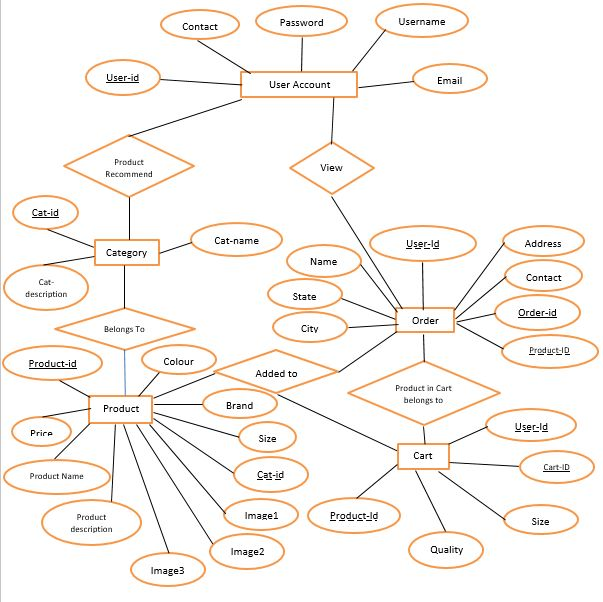 Contact
Password
Username
User-id
User Account
Email
Product
Recommend
View
Cat-id
Cat-name
User-Id
Address
Category
Name
Contact
Cat-
description
State
Order-id
City
Order
Belongs To
Product-ID
Product-id
Colour
Added to
Product in Cart
belongs to
Product
Brand
Price
Size
User-Id
Cart
Product Name
Cat-id
Cart-ID
Product
description
Image1
Product-Id
Size
Image2
Quality
Image3